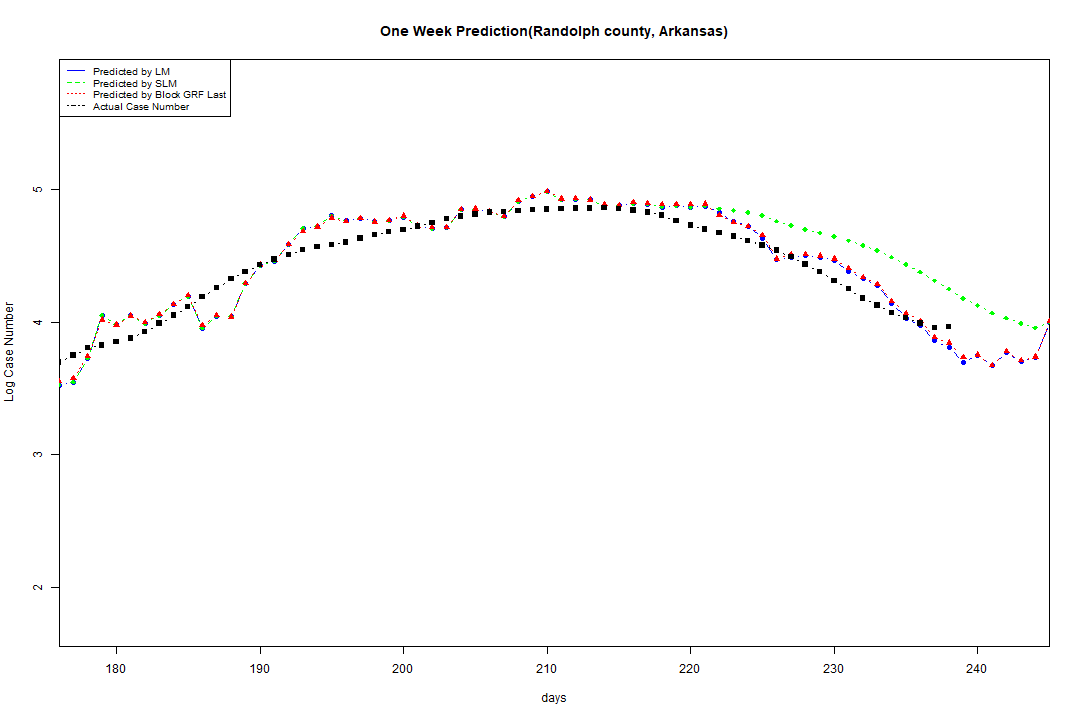 One Week Prediction(Randolph county, Arkansas)
Predicted by LM
Predicted by SLM
Predicted by Block GRF Last
Actual Case Number
5
4
3
2
Log Case Number
180 190 200 210 220 230 240
days